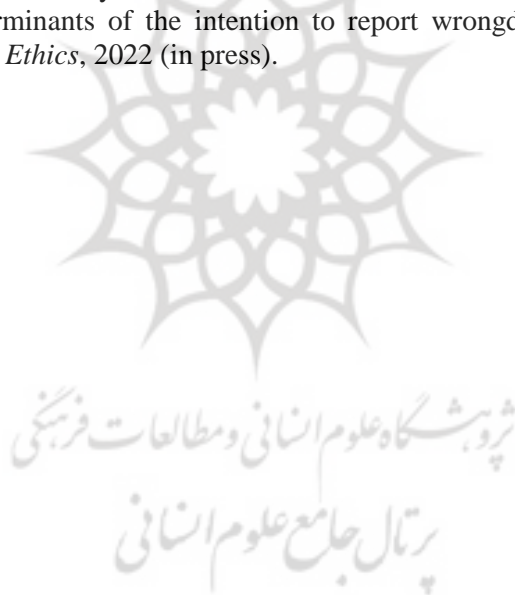 erminants of the intention to report wrongd
Ethics, 2022 (in press).
پژوهشگاه علوم انسانی و مطالعات فرهنگی
پرتال جامع علوم انسانی